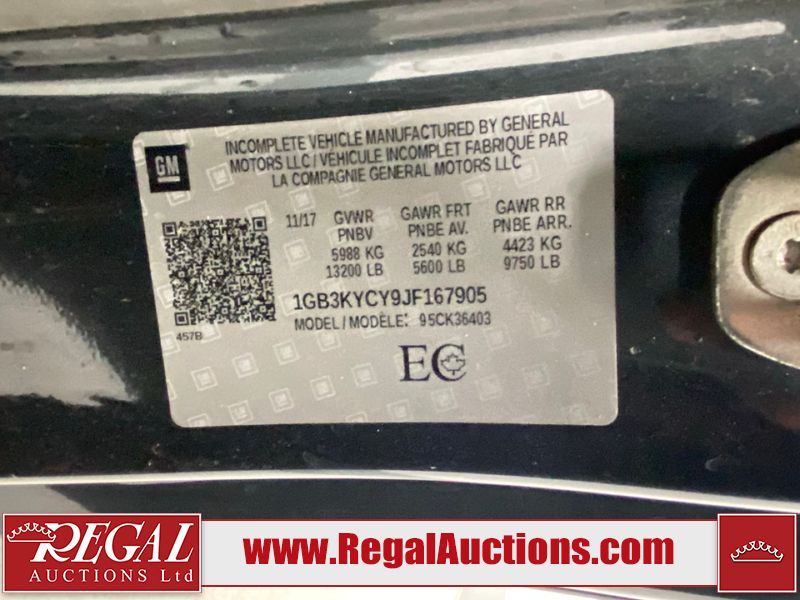 GM
INCOMPLETE VEHICLE MANUFACTURED BY GENERAL
MOTORS LLC / VEHICULE INCOMPLET FABRIQUÉ PAR
LA COMPAGNIE GENERAL MOTORS LLC
11/17 GVWR GAWR FRT GAWR RR
PNBV PNBE AV. PNBE ARR.
5988 KG 2540 KG 4423 KG
13200 LB 5600 LB 9750 LB
1GB3KYCY9JF167905
457B
MODEL / MODÈLE: 95CK36403
EC
REGAL
AUCTIONS Ltd
www.RegalAuctions.com